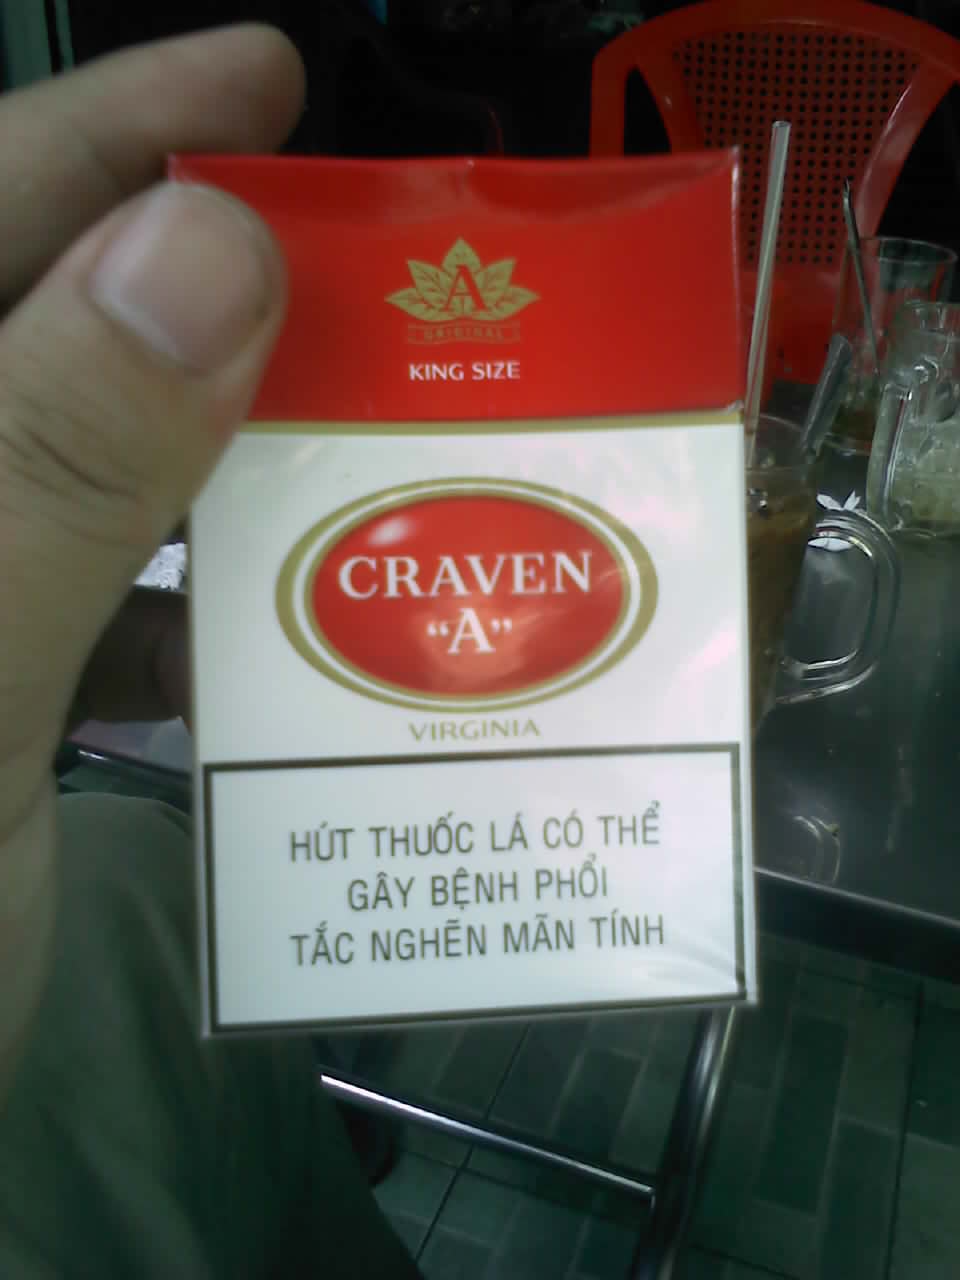 A
ORIGINAL
KING SIZE
CRAVEN
“A”
VIRGINIA
HÚT THUỐC LÁ CÓ THỂ
GÂY BỆNH PHỔI
TẮC NGHẼN MÃN TÍNH